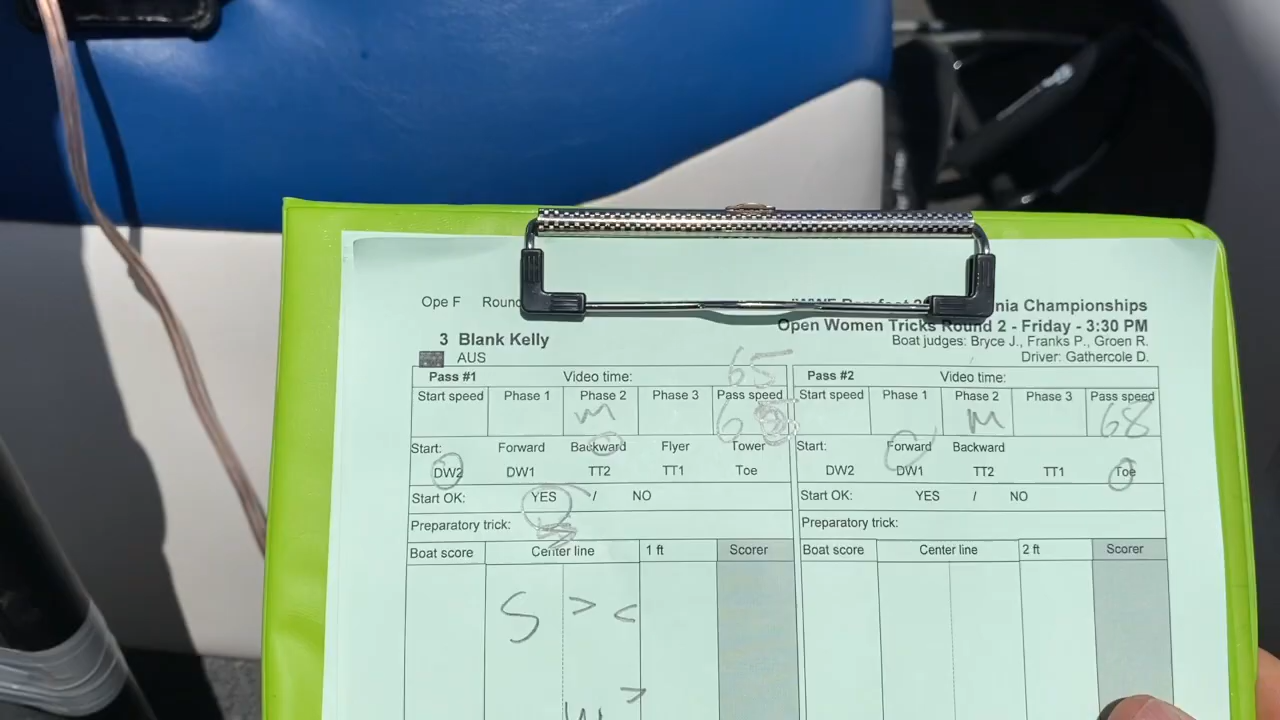 Ope F Round
nia Championships
Open Women Tricks Round 2 - Friday - 3:30 PM
3 Blank Kelly
Boat judges: Bryce J., Franks P., Groen R.
AUS
Driver: Gathercole D.
65
Pass #1 Video time:
Pass #2 Video time:
Start speed Phase 1 Phase 2 Phase 3 Pass speed
Start speed Phase 1 Phase 2 Phase 3 Pass speed
m
m 68
Start: Forward Backward Flyer Tower
Start: Forward Backward
DW2 DW1 TT2 TT1 Toe
DW2 DW1 TT2 TT1 Toe
Start OK: YES / NO
Start OK: YES / NO
Preparatory trick:
Preparatory trick:
Boat score Center line 1 ft Scorer
Boat score Center line 2 ft Scorer
S > <
>